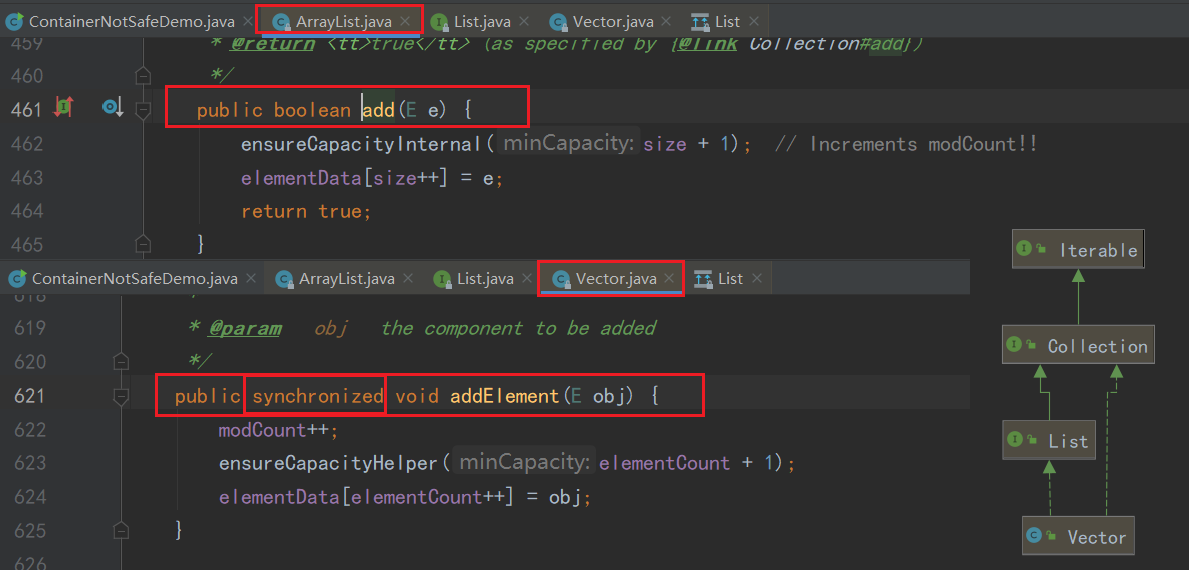 ContainerNotSafeDemo.java × ArrayList.java × List.java × Vector.java × List ×
459 * @return <tt>true</tt> (as specified by {@link Collection#add})
460 */
461 public boolean add(E e) {
462 ensureCapacityInternal( minCapacity: size + 1);  // Increments modCount!!
463 elementData[size++] = e;
464 return true;
465 }
ContainerNotSafeDemo.java × ArrayList.java × List.java × Vector.java × List ×
618 *
619 * @param   obj   the component to be added
620 */
621 public synchronized void addElement(E obj) {
622 modCount++;
623 ensureCapacityHelper( minCapacity: elementCount + 1);
624 elementData[elementCount++] = obj;
625 }
626
Iterable
Collection
List
Vector